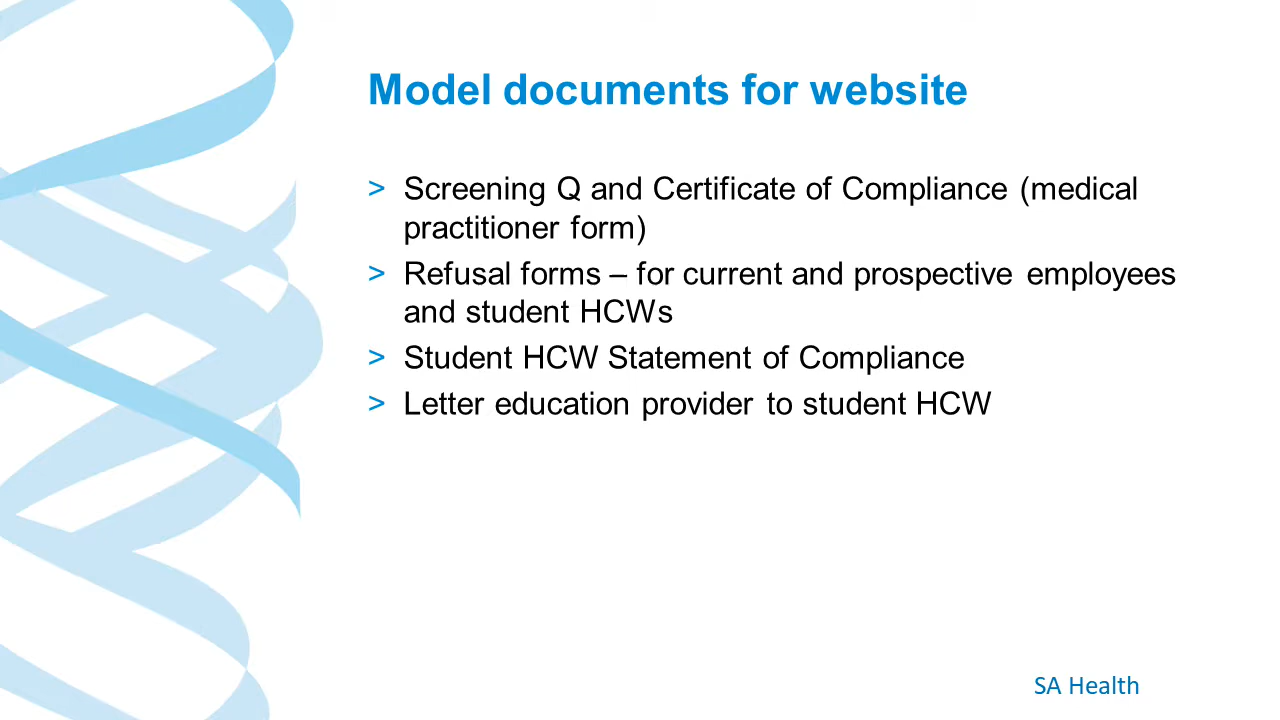 Model documents for website
> Screening Q and Certificate of Compliance (medical
practitioner form)
> Refusal forms – for current and prospective employees
and student HCWs
> Student HCW Statement of Compliance
> Letter education provider to student HCW
SA Health